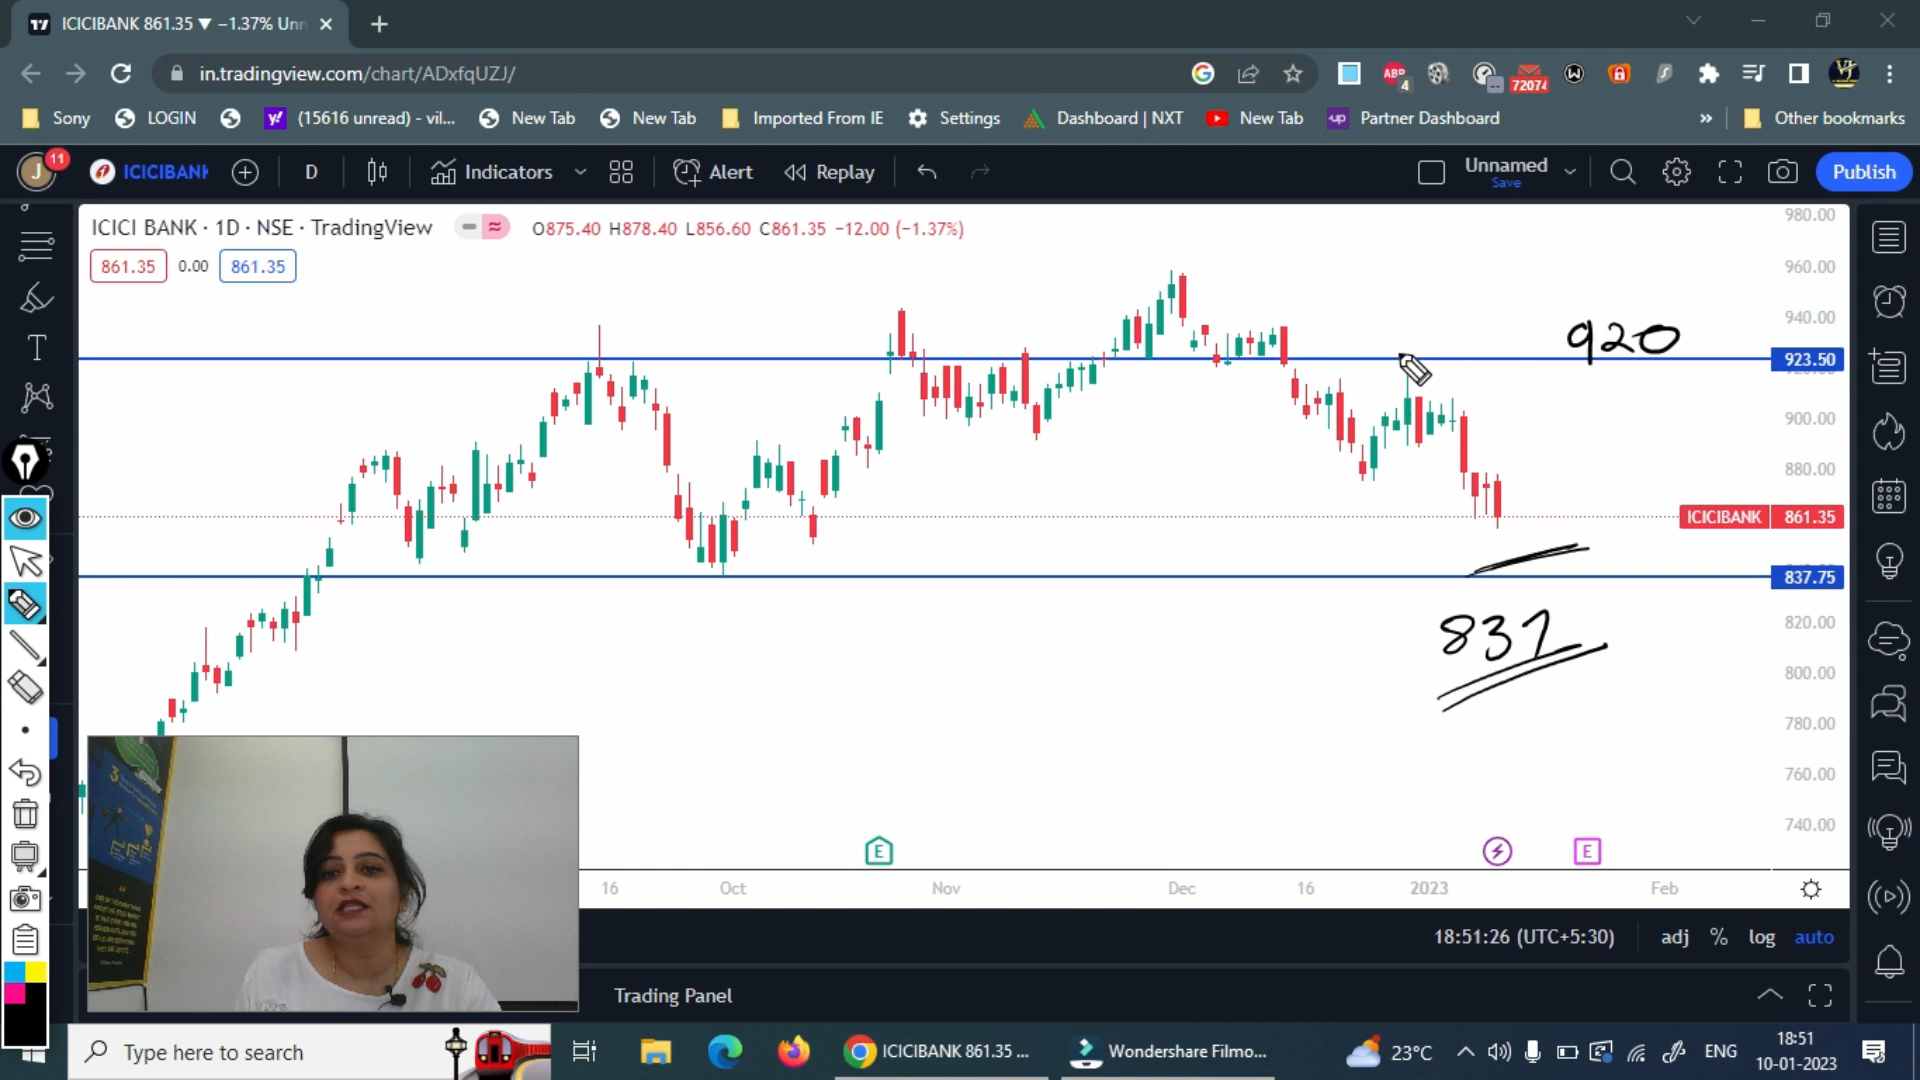 ICICIBANK 861.35 ▼ −1.37% Unn
in.tradingview.com/chart/ADxfqUZJ/
ABP
4
72074
Sony
LOGIN
(15616 unread) - vil...
New Tab
New Tab
Imported From IE
Settings
Dashboard | NXT
New Tab
Partner Dashboard
»
Other bookmarks
J
11
ICICIBANK
D
Indicators
Alert
Replay
Unnamed
Save
Publish
ICICI BANK · 1D · NSE · TradingView
O875.40 H878.40 L856.60 C861.35 −12.00 (−1.37%)
861.35
0.00
861.35
980.00
960.00
940.00
920
923.50
900.00
880.00
ICICIBANK 861.35
837.75
831
820.00
800.00
780.00
760.00
740.00
E
E
16
Oct
Nov
Dec
16
2023
Feb
18:51:26 (UTC+5:30)
adj
%
log
auto
Trading Panel
Type here to search
ICICIBANK 861.35 ...
Wondershare Filmo...
23°C
ENG
18:51
10-01-2023